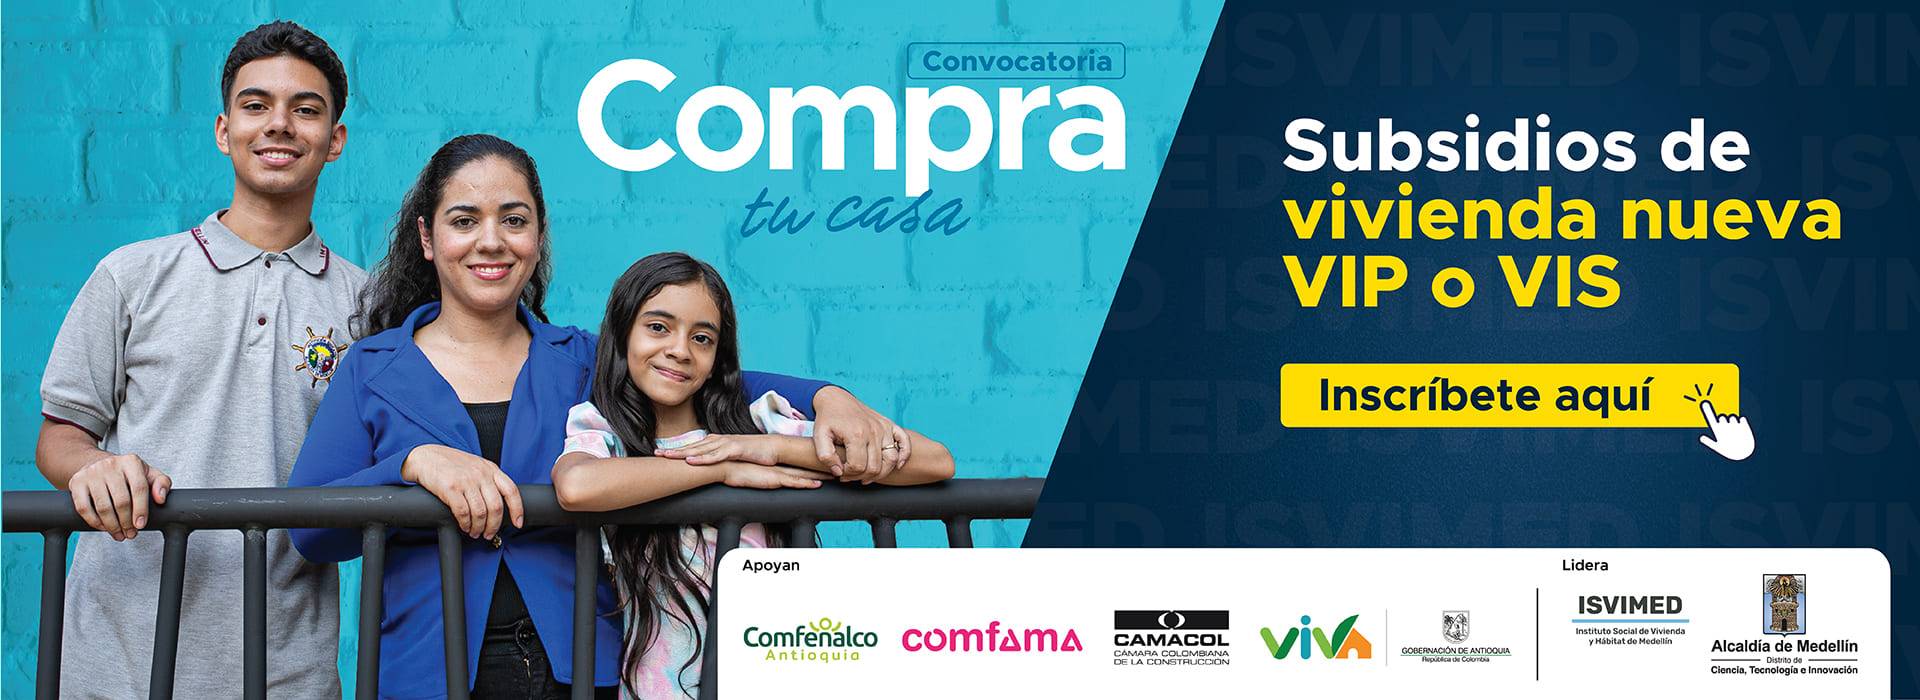 Convocatoria
Compra
tu casa
Subsidios de
vivienda nueva
VIP o VIS
Inscríbete aquí
Apoyan
Comfenalco
Antioquia
comfama
CAMACOL
CÁMARA COLOMBIANA
DE LA CONSTRUCCIÓN
VIVA
GOBERNACIÓN DE ANTIOQUIA
República de Colombia
Lidera
ISVIMED
Instituto Social de Vivienda
y Hábitat de Medellín
Alcaldía de Medellín
Distrito de
Ciencia, Tecnología e Innovación